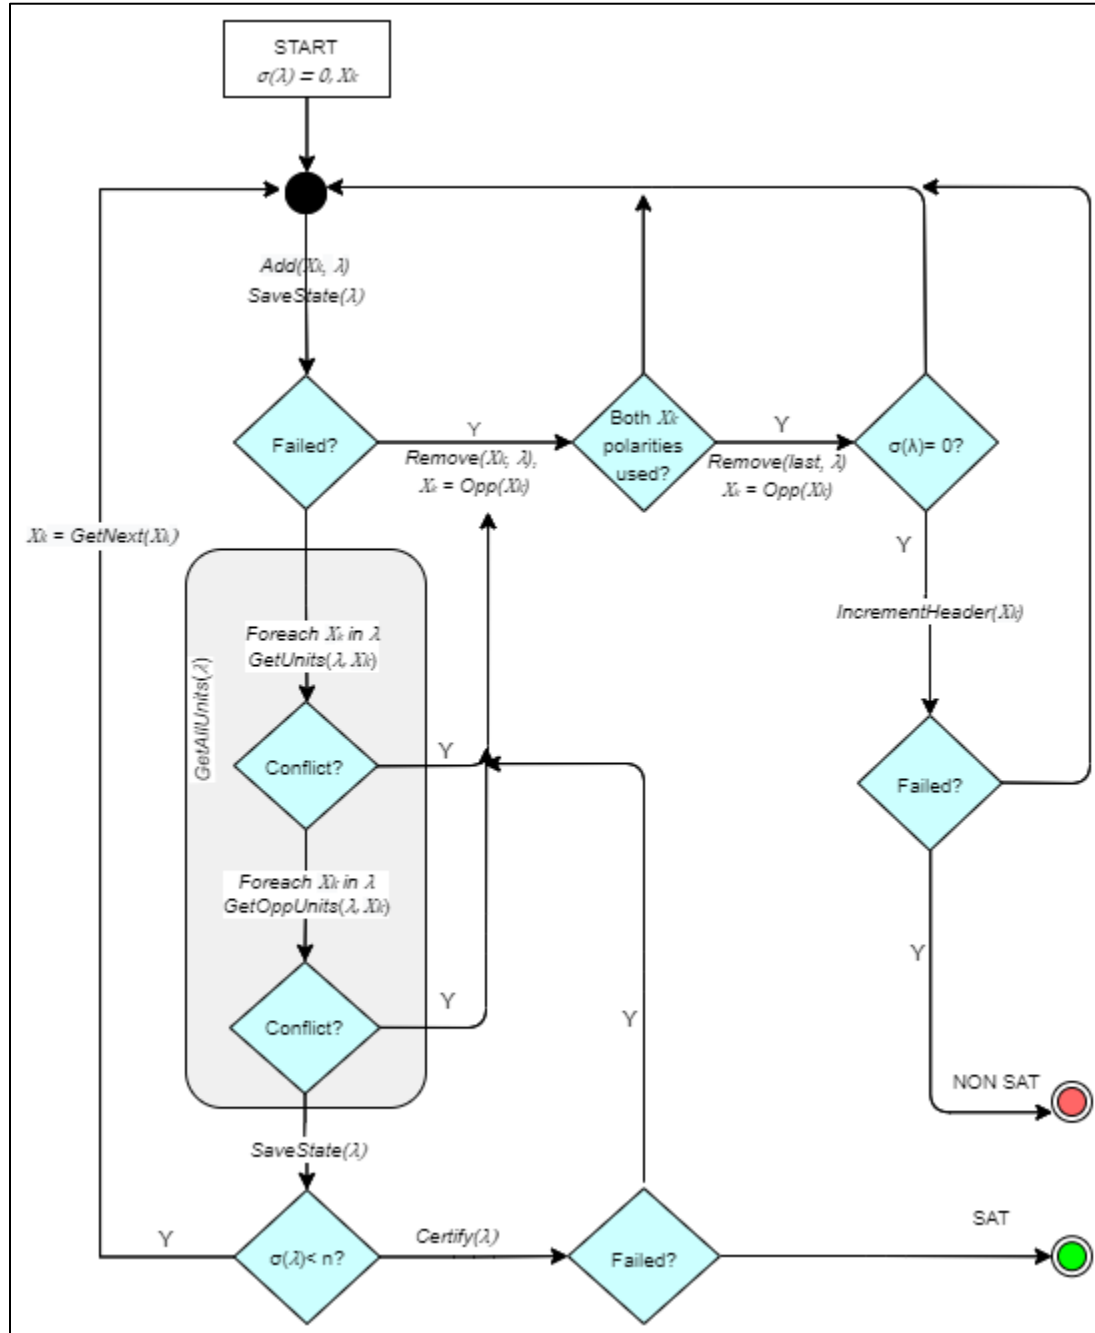 START
σ(λ) = 0, Xk
Add(Xk, λ)
SaveState(λ)
Failed?
Y
Remove(Xk, λ),
Xk = Opp(Xk)
Both Xk
polarities
used?
Y
Remove(last, λ)
Xk = Opp(Xk)
σ(λ)= 0?
Xk = GetNext(Xk)
Y
IncrementHeader(Xk)
GetAllUnits(λ)
Foreach Xk in λ
GetUnits(λ, Xk)
Conflict?
Y
Failed?
Foreach Xk in λ
GetOppUnits(λ, Xk)
Conflict?
Y
Y
Y
NON SAT
SaveState(λ)
Y
σ(λ)< n?
Certify(λ)
Failed?
SAT